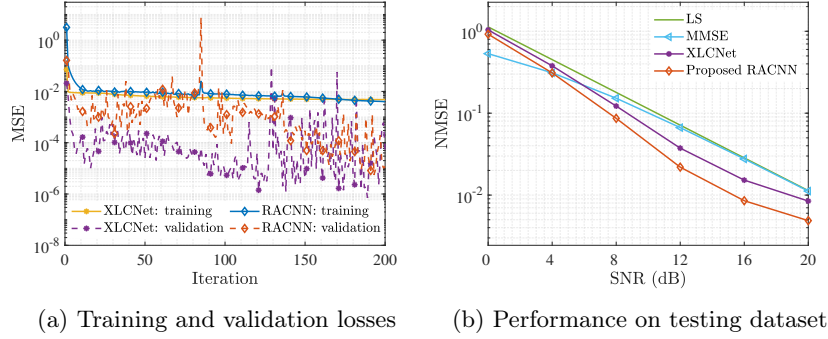 10^0
10^-2
10^-4
10^-6
10^-8
MSE
0
50
100
150
200
Iteration
XLCNet: training
RACNN: training
XLCNet: validation
RACNN: validation
(a) Training and validation losses
10^0
10^-1
10^-2
NMSE
0
4
8
12
16
20
SNR (dB)
LS
MMSE
XLCNet
Proposed RACNN
(b) Performance on testing dataset